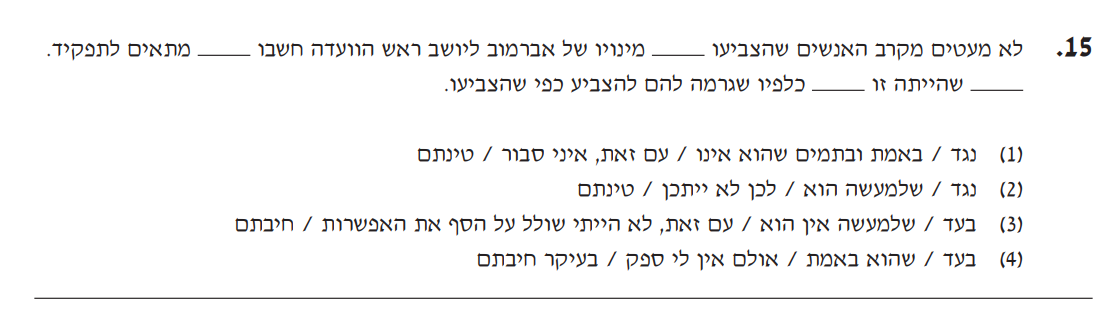 15. לא מעטים מקרב האנשים שהצביעו _____ מינויו של אברמוב ליושב ראש הוועדה חשבו _____ מתאים לתפקיד.
_____ שהייתה זו _____ כלפיו שגרמה להם להצביע כפי שהצביעו.
(1) נגד / באמת ובתמים שהוא אינו / עם זאת, איני סבור / טינתם
(2) נגד / שלמעשה הוא / לכן לא ייתכן / טינתם
(3) בעד / שלמעשה אין הוא / עם זאת, לא הייתי שולל על הסף את האפשרות / חיבתם
(4) בעד / שהוא באמת / אולם אין לי ספק / בעיקר חיבתם